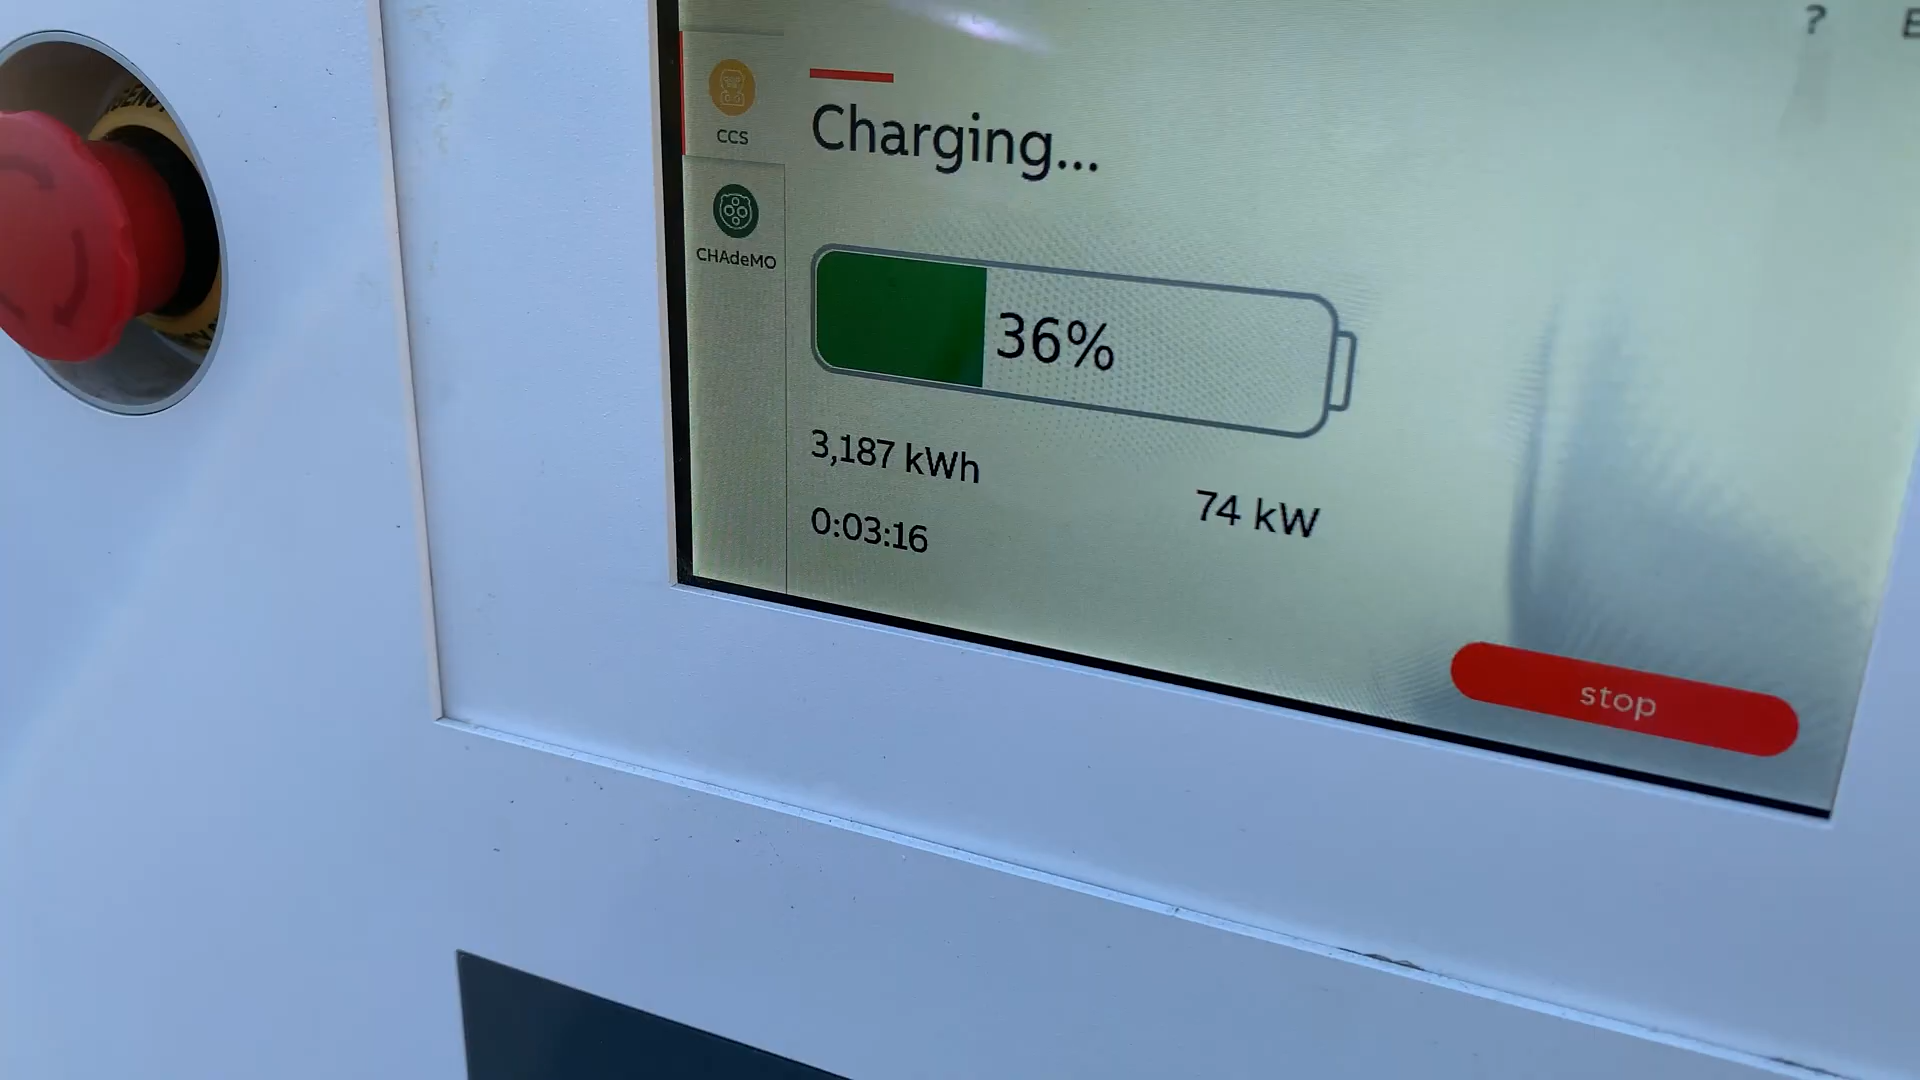 ?
CCS
Charging...
CHAdeMO
36%
3,187 kWh
74 kW
0:03:16
stop